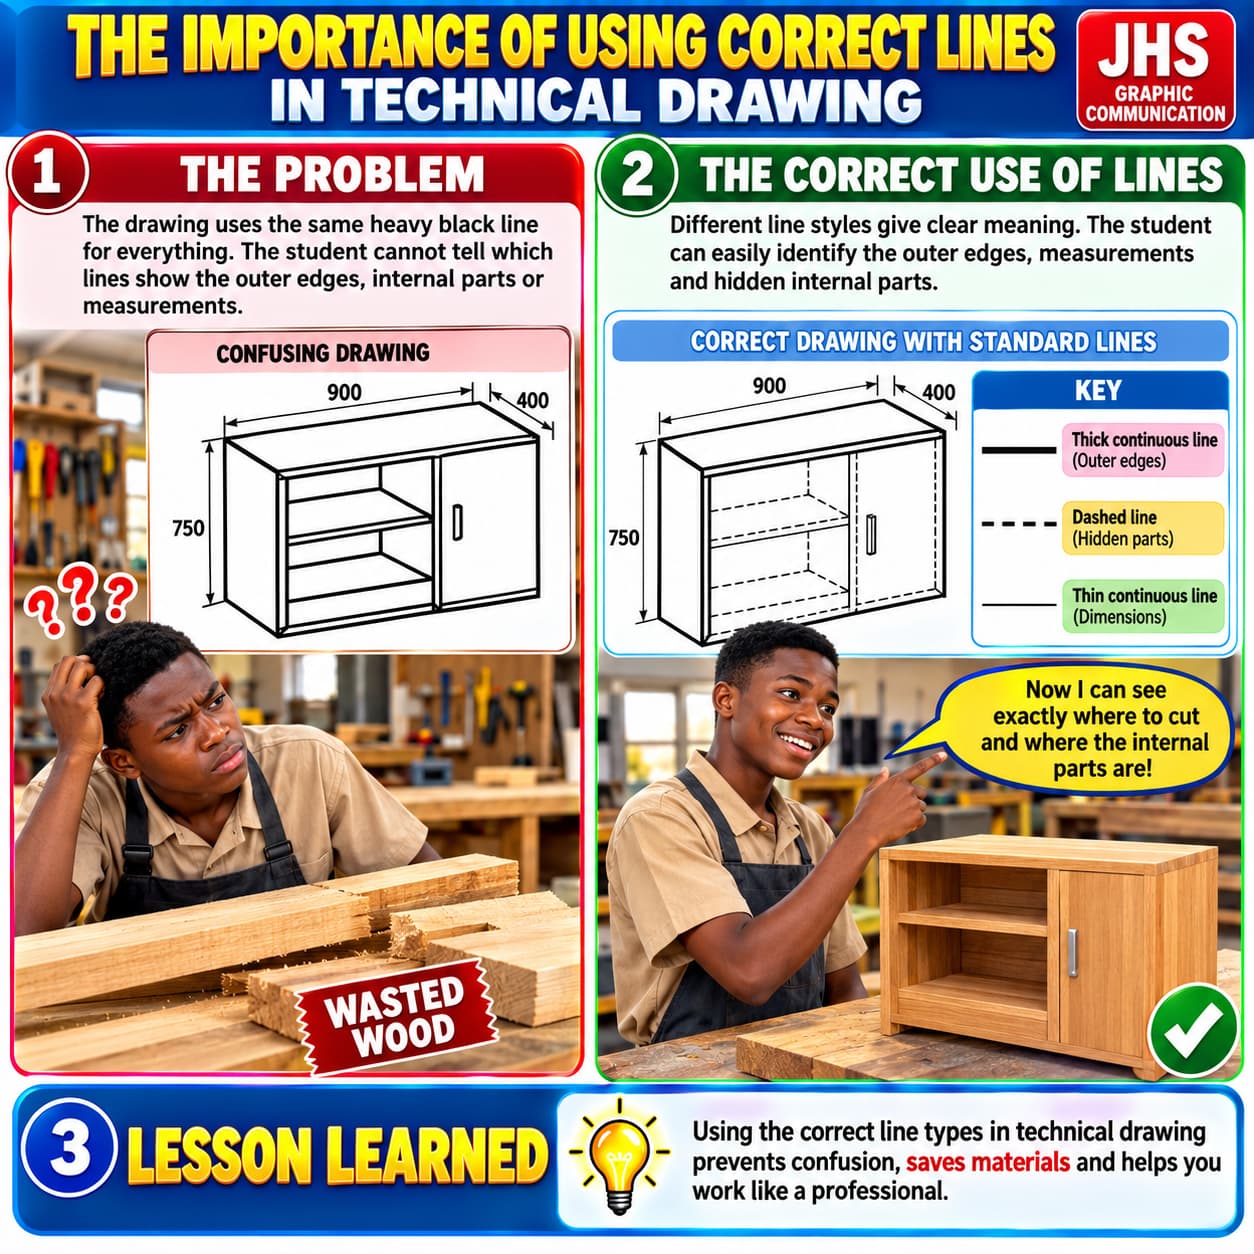 THE IMPORTANCE OF USING CORRECT LINES
IN TECHNICAL DRAWING
JHS
GRAPHIC
COMMUNICATION
1
THE PROBLEM
The drawing uses the same heavy black line
for everything. The student cannot tell which
lines show the outer edges, internal parts or
measurements.
CONFUSING DRAWING
900
400
750
???
WASTED
WOOD
2
THE CORRECT USE OF LINES
Different line styles give clear meaning. The student
can easily identify the outer edges, measurements
and hidden internal parts.
CORRECT DRAWING WITH STANDARD LINES
900
400
750
KEY
Thick continuous line
(Outer edges)
Dashed line
(Hidden parts)
Thin continuous line
(Dimensions)
Now I can see
exactly where to cut
and where the internal
parts are!
3
LESSON LEARNED
Using the correct line types in technical drawing
prevents confusion, saves materials and helps you
work like a professional.